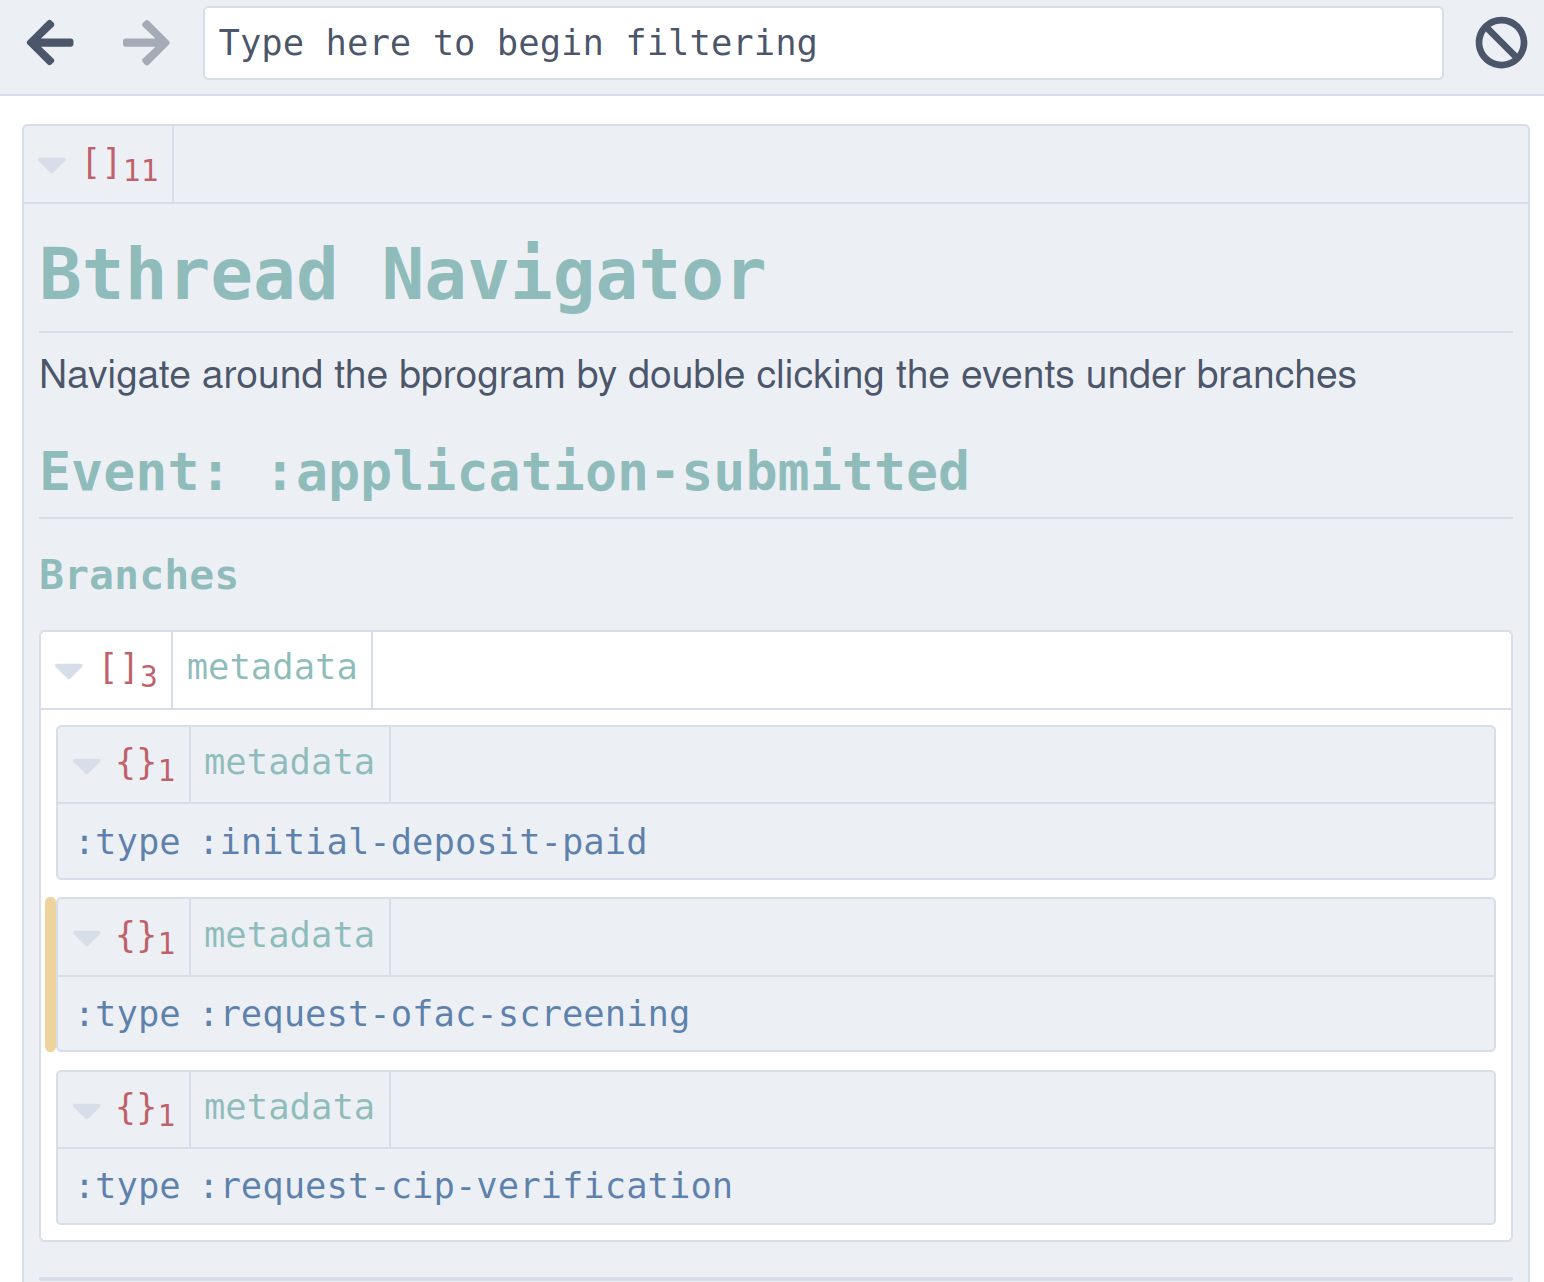 Type here to begin filtering
[]11
Bthread Navigator
Navigate around the bprogram by double clicking the events under branches
Event: :application-submitted
Branches
[]3 metadata
{}1 metadata
:type :initial-deposit-paid
{}1 metadata
:type :request-ofac-screening
{}1 metadata
:type :request-cip-verification